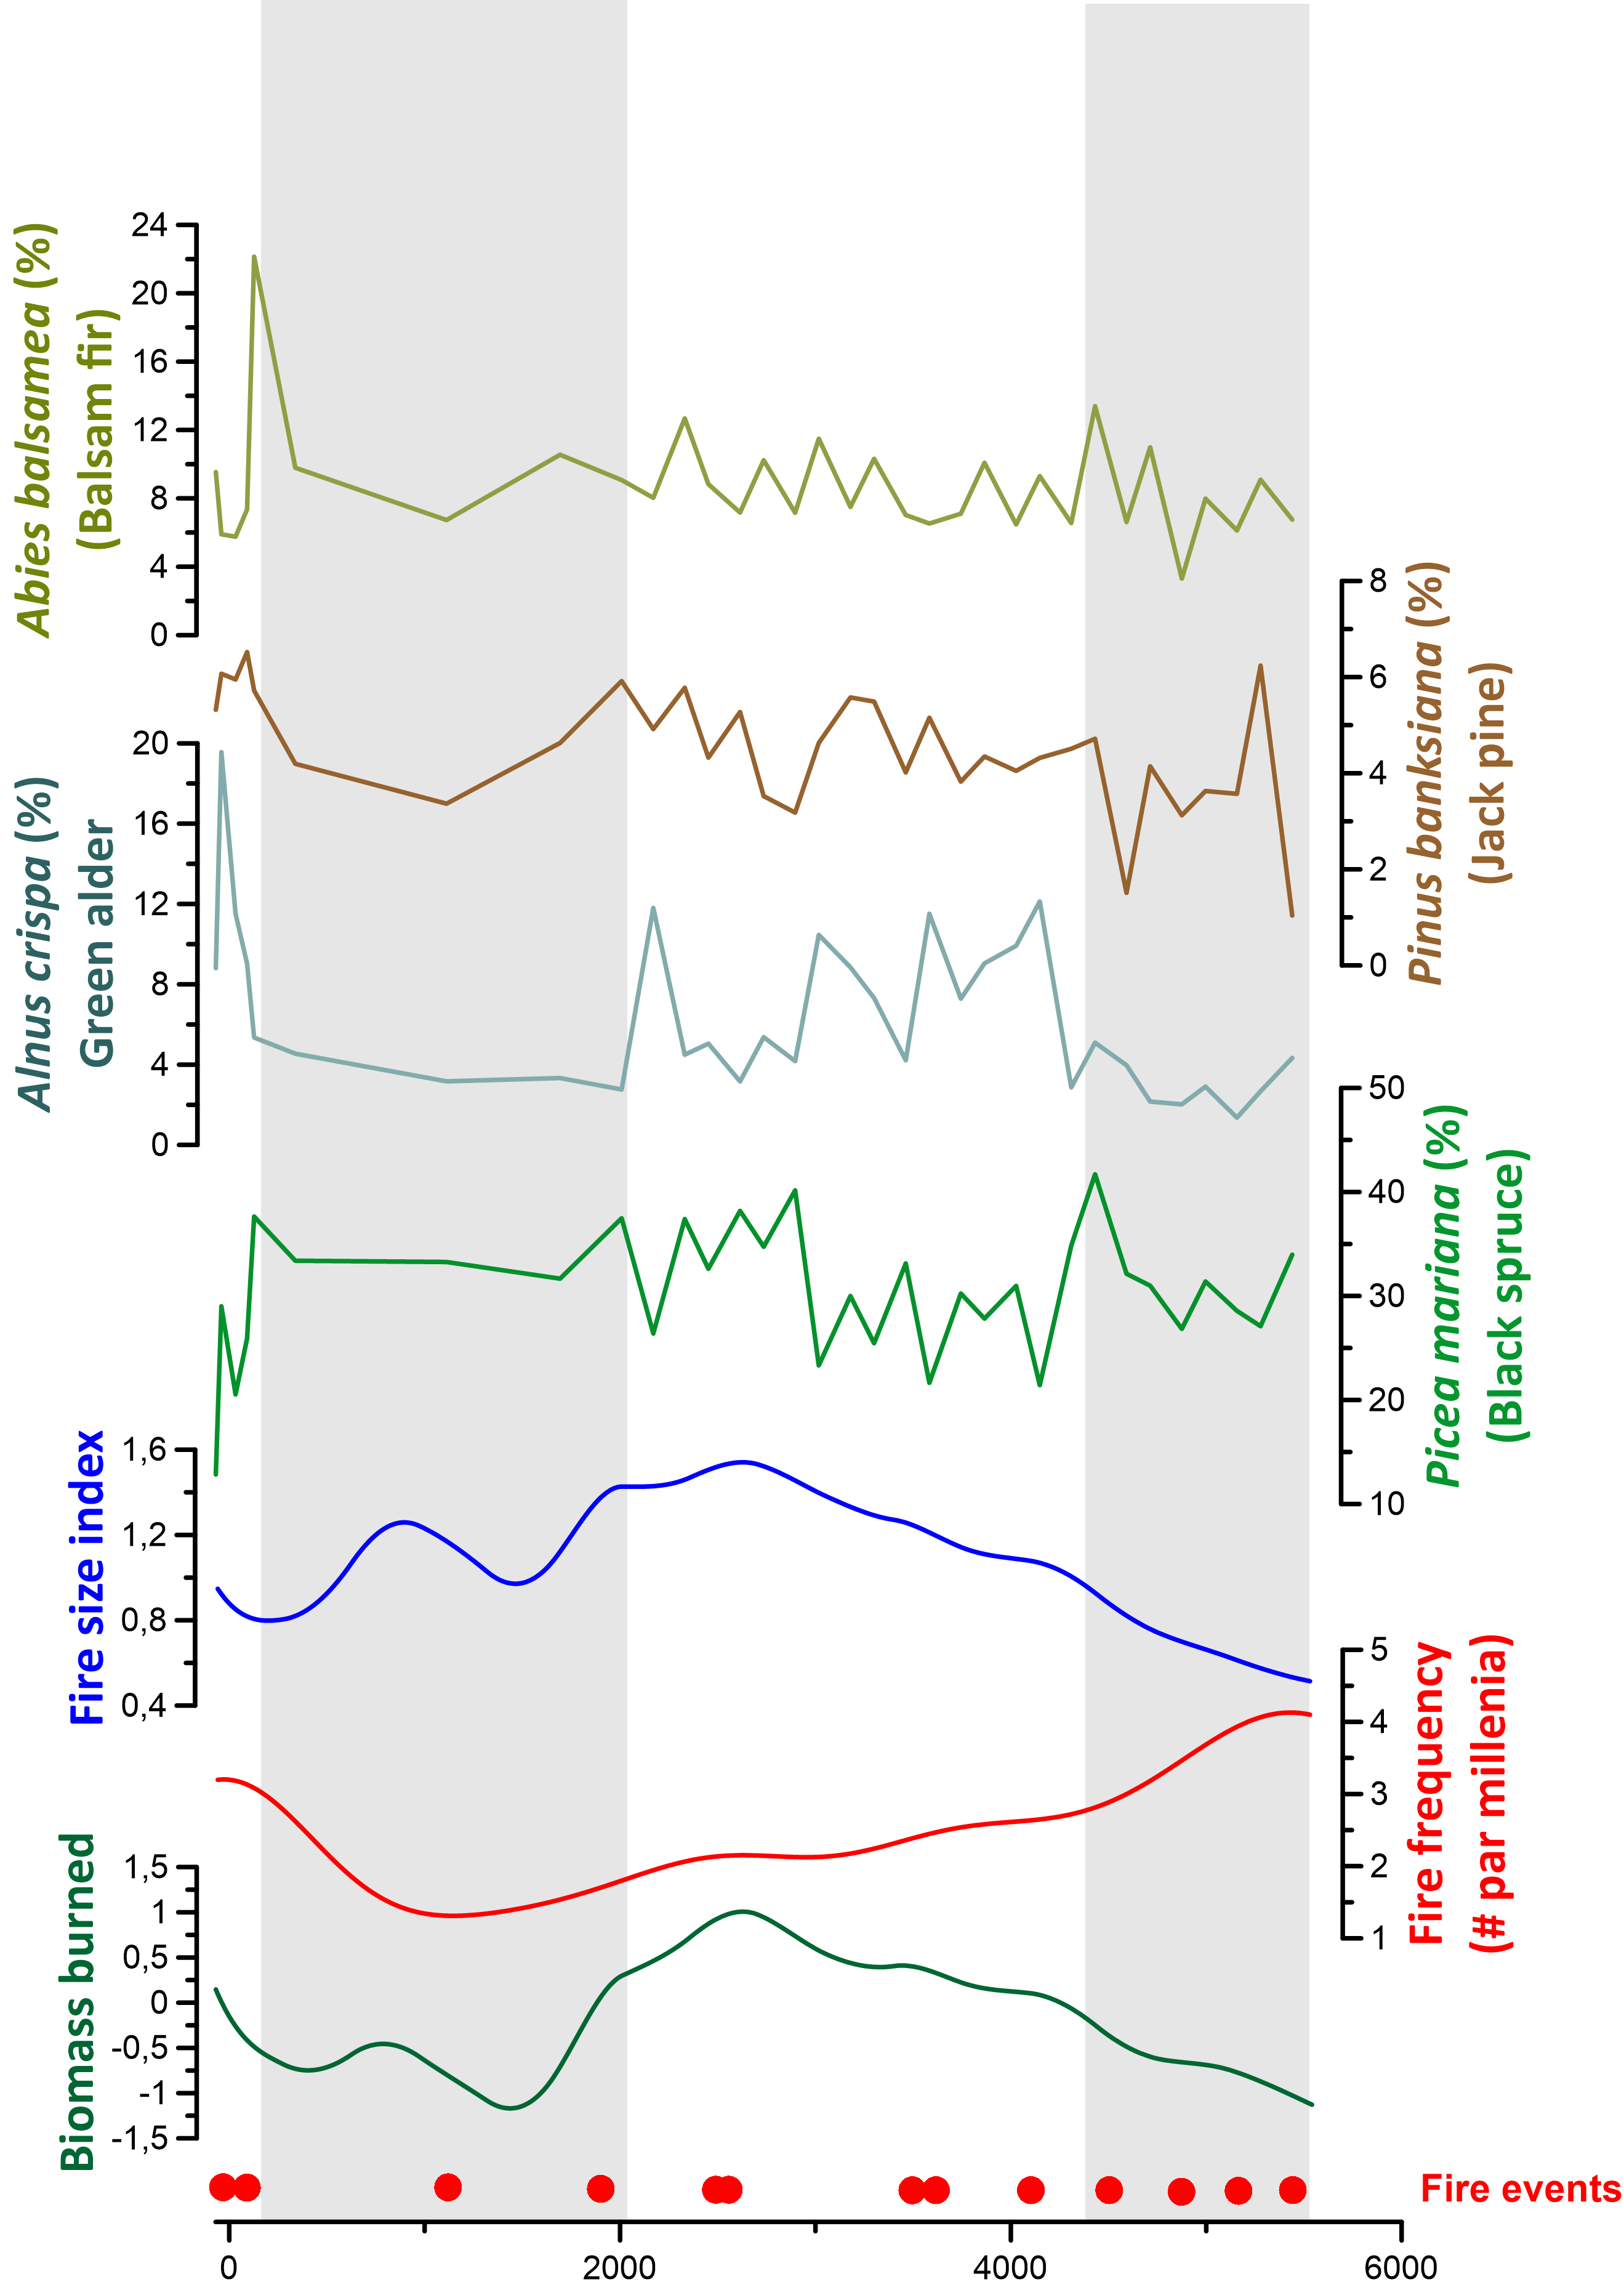 Abies balsamea (%)
(Balsam fir)
24
20
16
12
8
4
0
8
6
4
2
0
Pinus banksiana (%)
(Jack pine)
Alnus crispa (%)
Green alder
20
16
12
8
4
0
50
40
30
20
10
Picea mariana (%)
(Black spruce)
Fire size index
1,6
1,2
0,8
0,4
5
4
3
2
1
Fire frequency
(# par millenia)
Biomass burned
1,5
1
0,5
0
-0,5
-1
-1,5
Fire events
0 2000 4000 6000